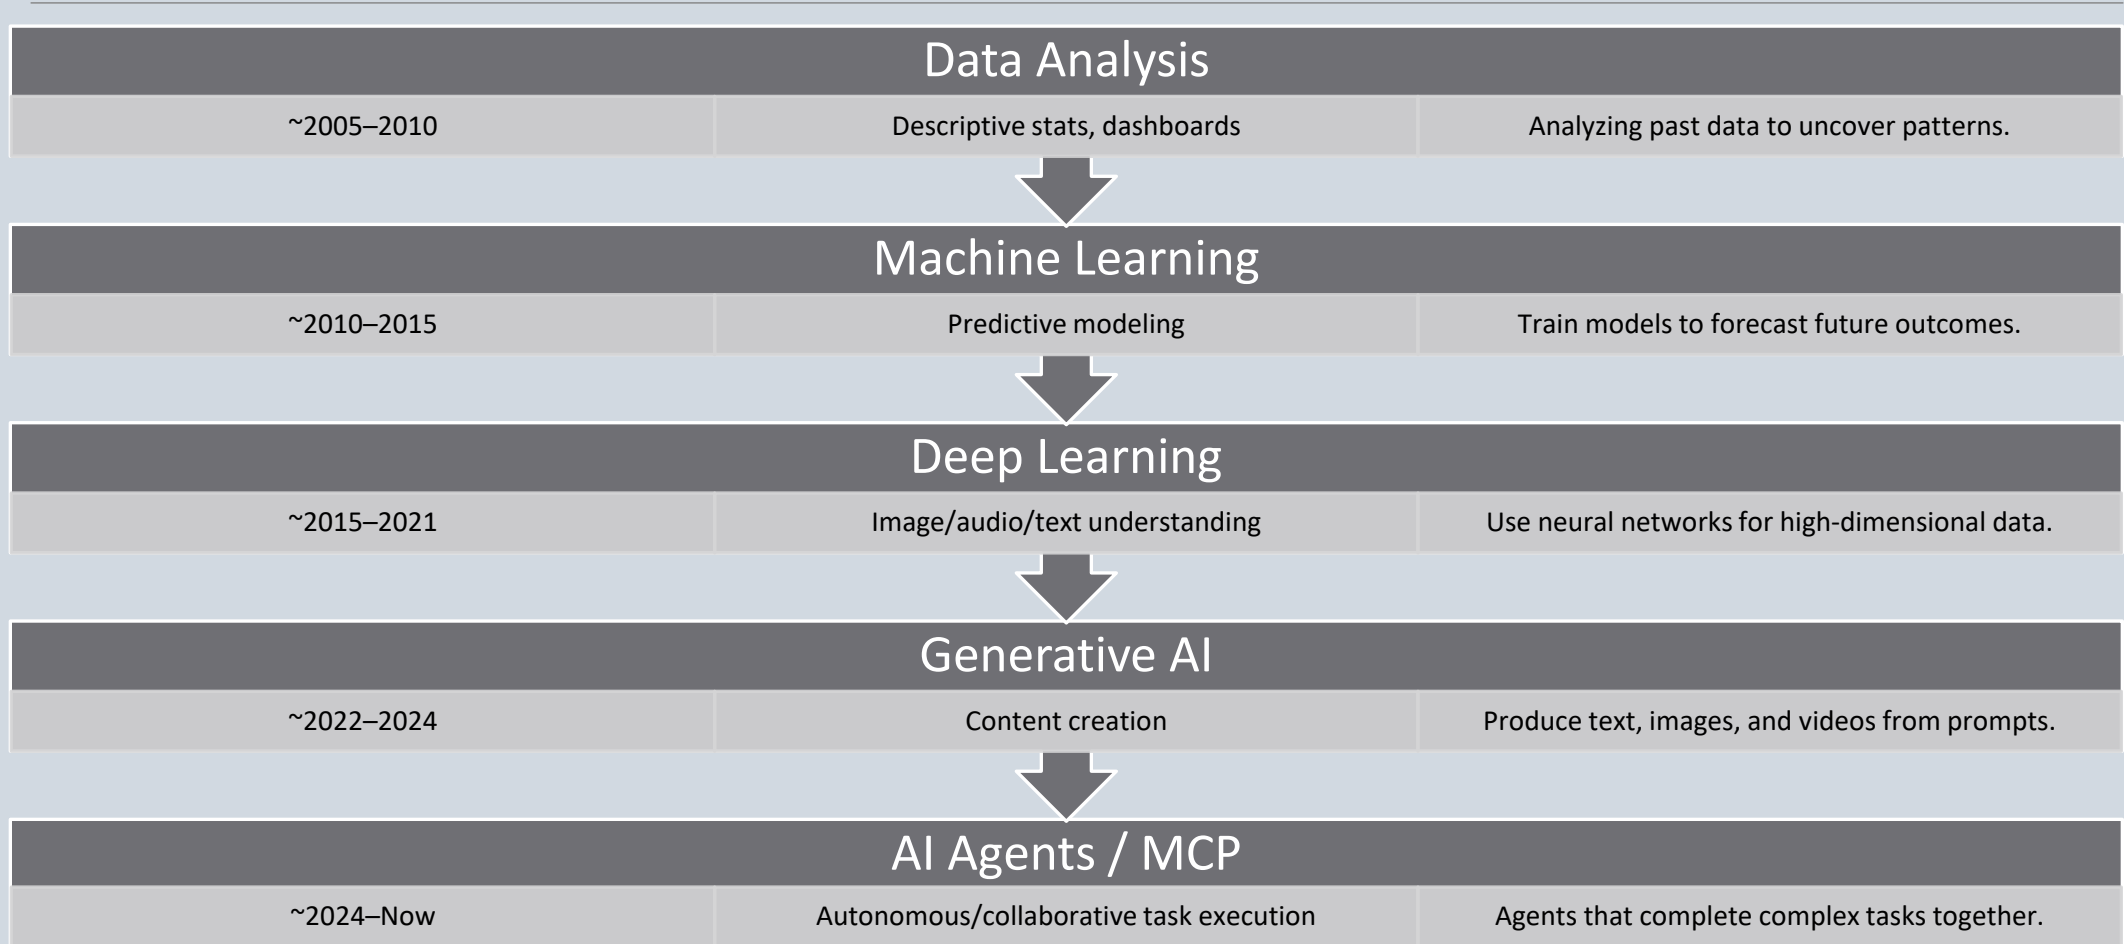 Data Analysis
~2005–2010
Descriptive stats, dashboards
Analyzing past data to uncover patterns.
Machine Learning
~2010–2015
Predictive modeling
Train models to forecast future outcomes.
Deep Learning
~2015–2021
Image/audio/text understanding
Use neural networks for high-dimensional data.
Generative AI
~2022–2024
Content creation
Produce text, images, and videos from prompts.
AI Agents / MCP
~2024–Now
Autonomous/collaborative task execution
Agents that complete complex tasks together.